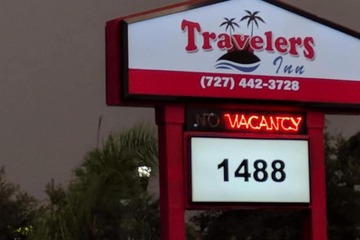 Travelers
Inn
(727) 442-3728
NO VACANCY
1488